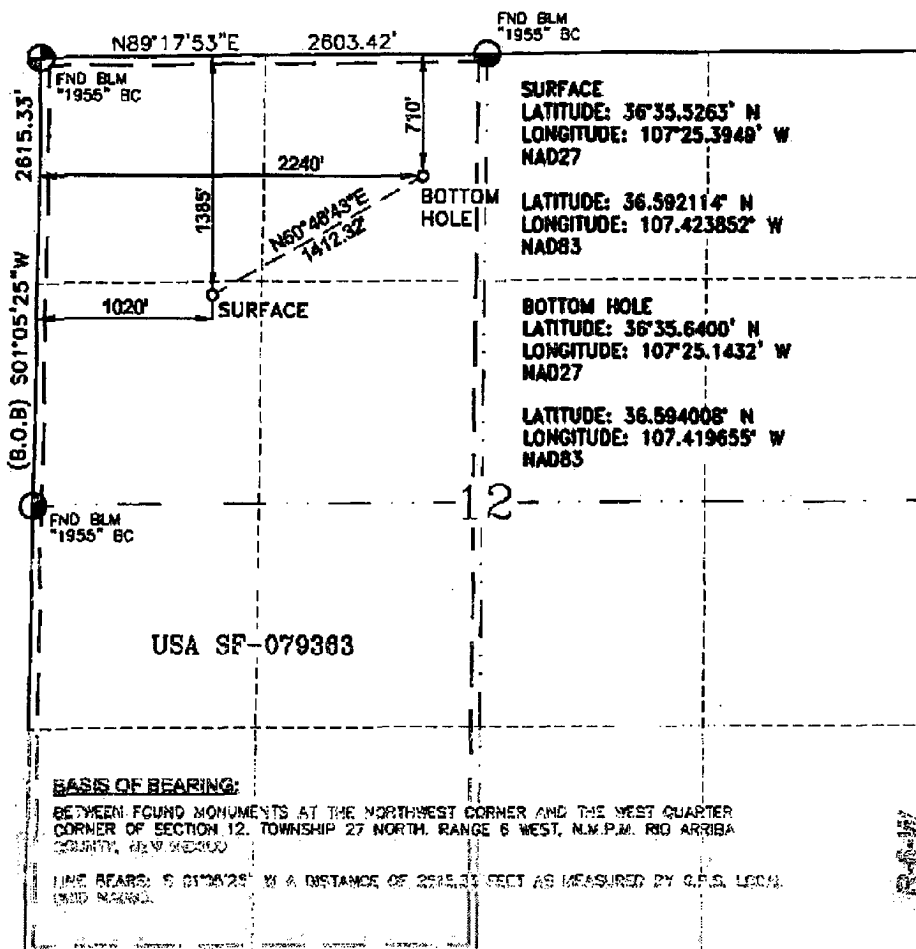 FND BLM
"1955" BC
N89°17'53"E 2603.42'
FND BLM
"1955" BC
2615.33'
(B.O.B) S01°05'25"W
710'
2240'
1385'
BOTTOM
HOLE
N60°48'43"E
1412.32'
1020'
SURFACE
SURFACE
LATITUDE: 36°35.5263' N
LONGITUDE: 107°25.3949' W
NAD27
LATITUDE: 36.592114° N
LONGITUDE: 107.423852° W
NAD83
BOTTOM HOLE
LATITUDE: 36°35.6400' N
LONGITUDE: 107°25.1432' W
NAD27
LATITUDE: 36.594008° N
LONGITUDE: 107.419655° W
NAD83
12
FND BLM
"1955" BC
USA SF-079363
BASIS OF BEARING:
BETWEEN FOUND MONUMENTS AT THE NORTHWEST CORNER AND THE WEST QUARTER
CORNER OF SECTION 12. TOWNSHIP 27 NORTH. RANGE 6 WEST, N.M.P.M. RIO ARRIBA
COUNTY, NEW MEXICO
LINE BEARS: S W A DISTANCE OF FEET AS MEASURED BY G.P.S. LOCAL